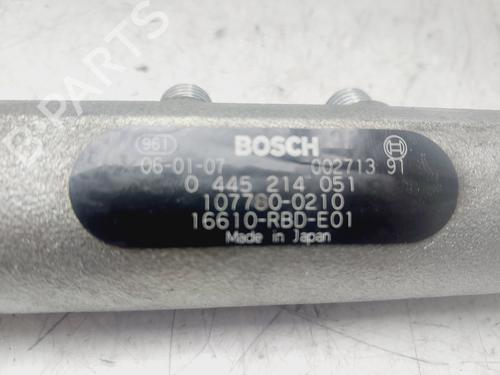 B-PARTS
961
BOSCH
06-01-07 002713 91
0 445 214 051
107780-0210
16610-RBD-E01
Made in Japan